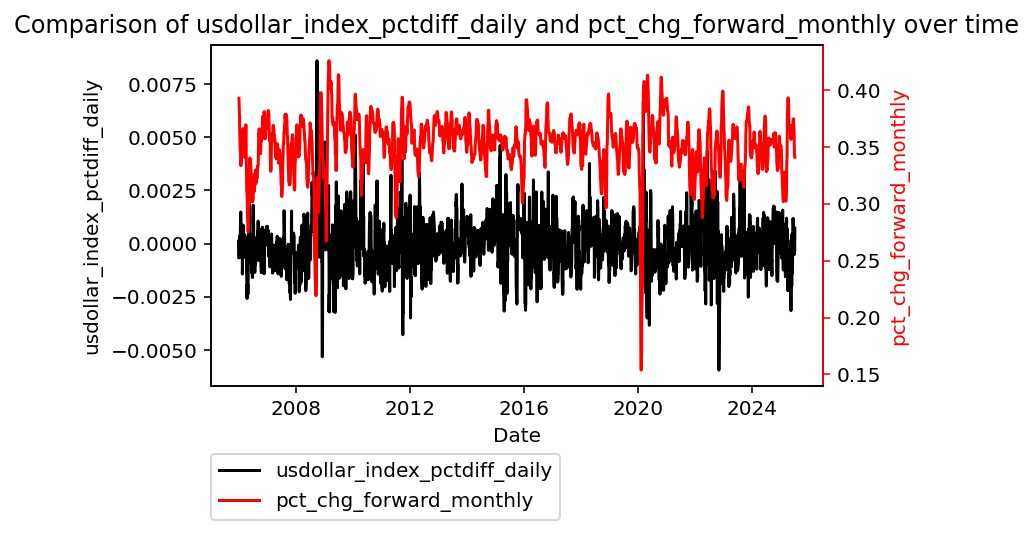 Comparison of usdollar_index_pctdiff_daily and pct_chg_forward_monthly over time
usdollar_index_pctdiff_daily
0.0075
0.0050
0.0025
0.0000
−0.0025
−0.0050
0.40
0.35
0.30
0.25
0.20
0.15
pct_chg_forward_monthly
2008 2012 2016 2020 2024
Date
usdollar_index_pctdiff_daily
pct_chg_forward_monthly